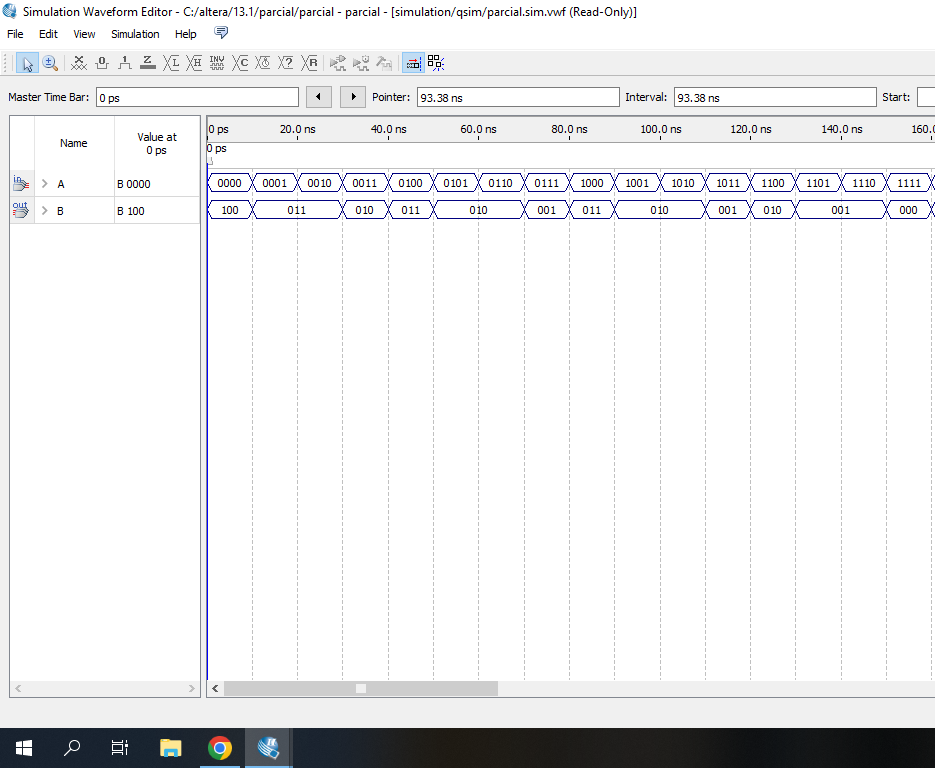 Simulation Waveform Editor - C:/altera/13.1/parcial/parcial - parcial - [simulation/qsim/parcial.sim.vwf (Read-Only)]
File Edit View Simulation Help
Master Time Bar: 0 ps Pointer: 93.38 ns Interval: 93.38 ns Start:
Name Value at 0 ps
0 ps 20.0 ns 40.0 ns 60.0 ns 80.0 ns 100.0 ns 120.0 ns 140.0 ns 160.
0 ps
in A B 0000 0000 0001 0010 0011 0100 0101 0110 0111 1000 1001 1010 1011 1100 1101 1110 1111
out B B 100 100 011 010 011 010 001 011 010 001 010 001 000